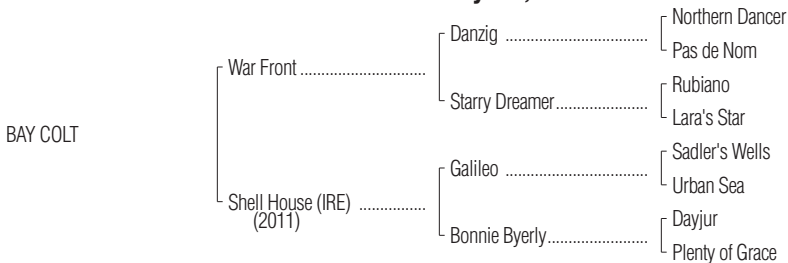 Northern Dancer
Danzig ........................................
Pas de Nom
War Front ...................................
Rubiano
Starry Dreamer..........................
Lara's Star
BAY COLT
Sadler's Wells
Galileo ........................................
Urban Sea
Shell House (IRE) ...................
(2011)
Dayjur
Bonnie Byerly............................
Plenty of Grace